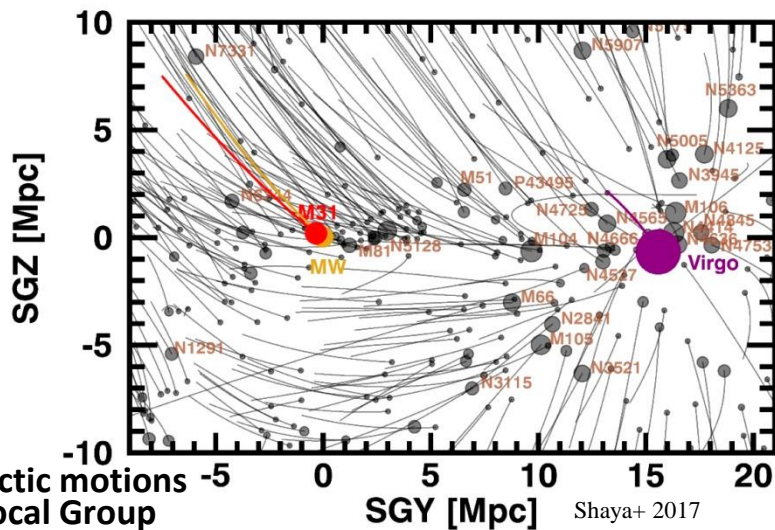 10
5
0
-5
-10
SGZ [Mpc]
N7331
N5907
N5363
N5005
N4125
N3945
M51
P43495
M106
N4725
N4565
N4845
M31
M81
N5128
M104
N4666
N4753
MW
Virgo
N4517
M66
N2841
M105
N1291
N3115
N3521
-5
0
5
10
15
20
ctic motions
ocal Group
SGY [Mpc]
Shaya+ 2017